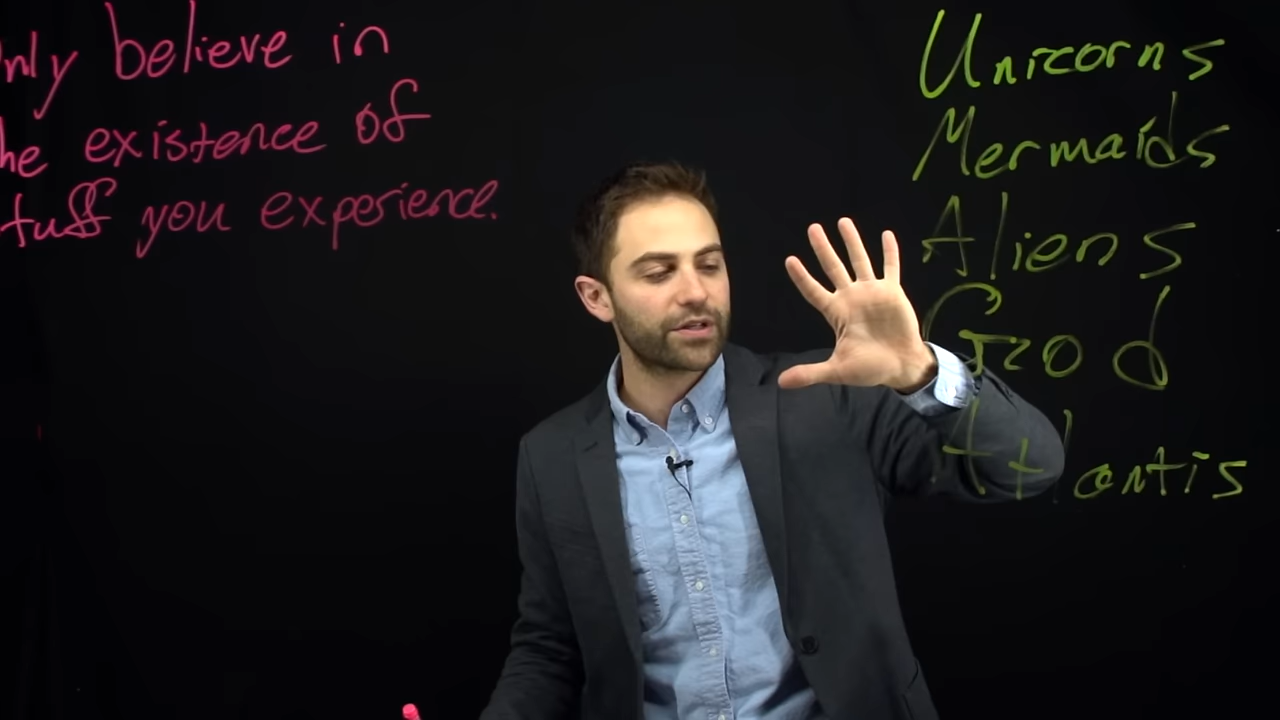 nly believe in
he existence of
tuff you experience.
Unicorns
Mermaids
Aliens
God
Atlantis